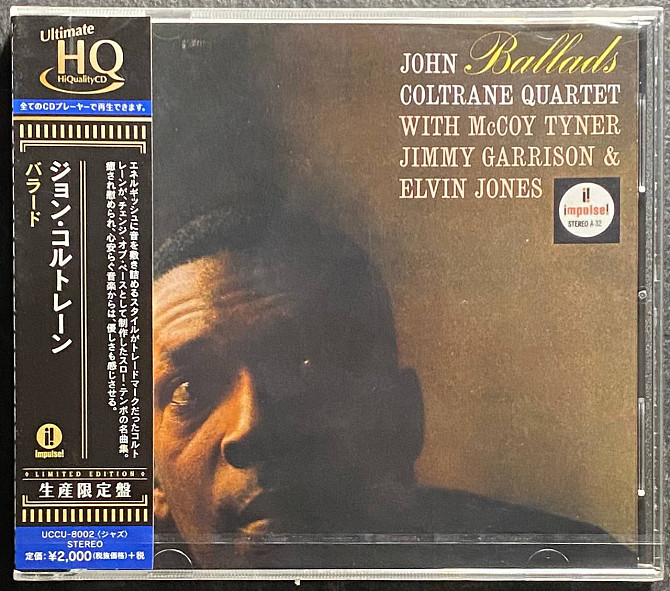 Ultimate
HQ
HiQualityCD
全てのCDプレーヤーで再生できます。
ジョン・コルトレーン
バラード
エネルギッシュに音を敷き詰めるスタイルがトレードマークだったコルト
レーンが、チェンジ・オブ・ペースとして制作したスロー・テンポの名曲集。
癒され慰められ、心安らぐ音楽からは、優しさも感じさせる。
i!
impulse!
LIMITED EDITION
生産限定盤
UCCU-8002〈ジャズ〉
STEREO
定価:¥2,000(税抜価格)+税
JOHN Ballads
COLTRANE QUARTET
WITH McCOY TYNER
JIMMY GARRISON &
ELVIN JONES
i!
impulse!
STEREO A-32